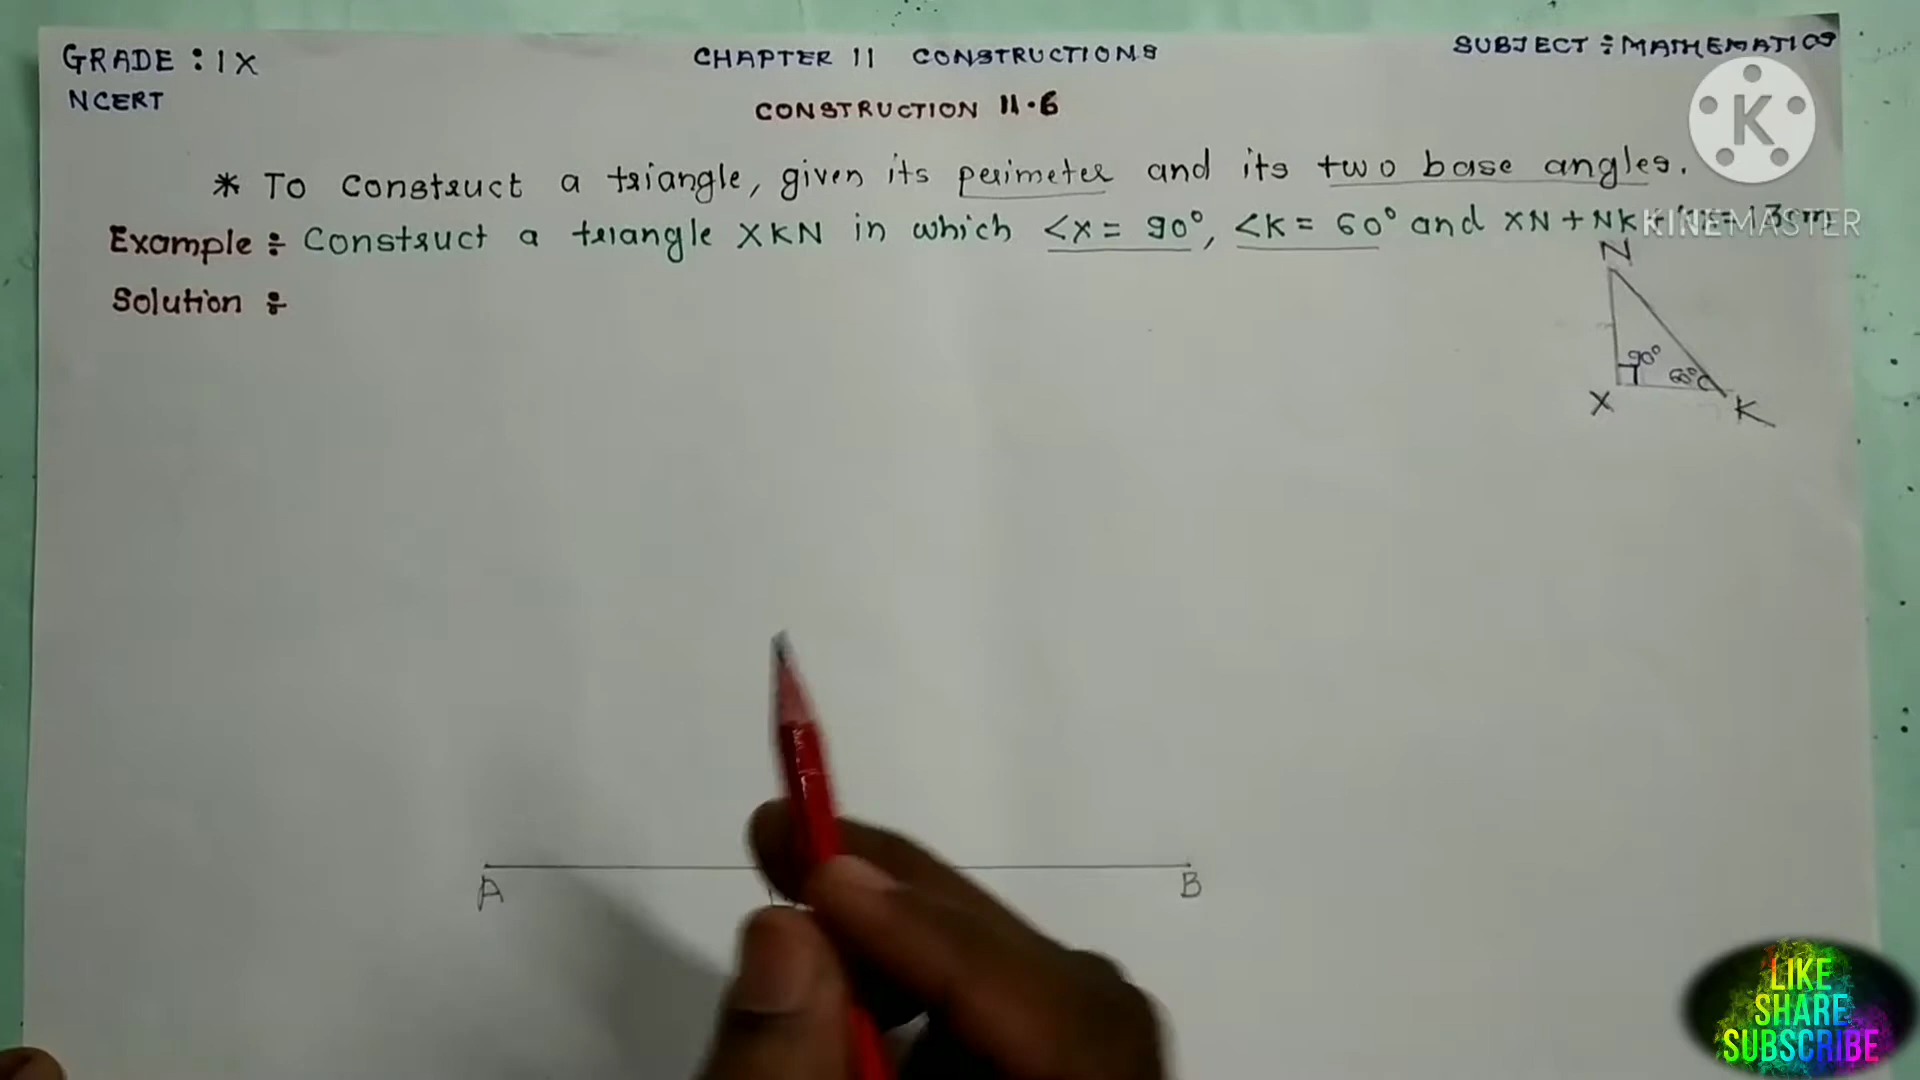 GRADE : IX
CHAPTER 11 CONSTRUCTIONS
SUBJECT ÷ MATHEMATICS
NCERT
CONSTRUCTION 11.6
K
* To construct a triangle, given its perimeter and its two base angles.
Example ÷ Construct a triangle XKN in which ∠X = 90°, ∠K = 60° and XN + NK + = 13cm
KINEMASTER
Solution ÷
N
90°
60°
X
K
A
B
LIKE
SHARE
SUBSCRIBE